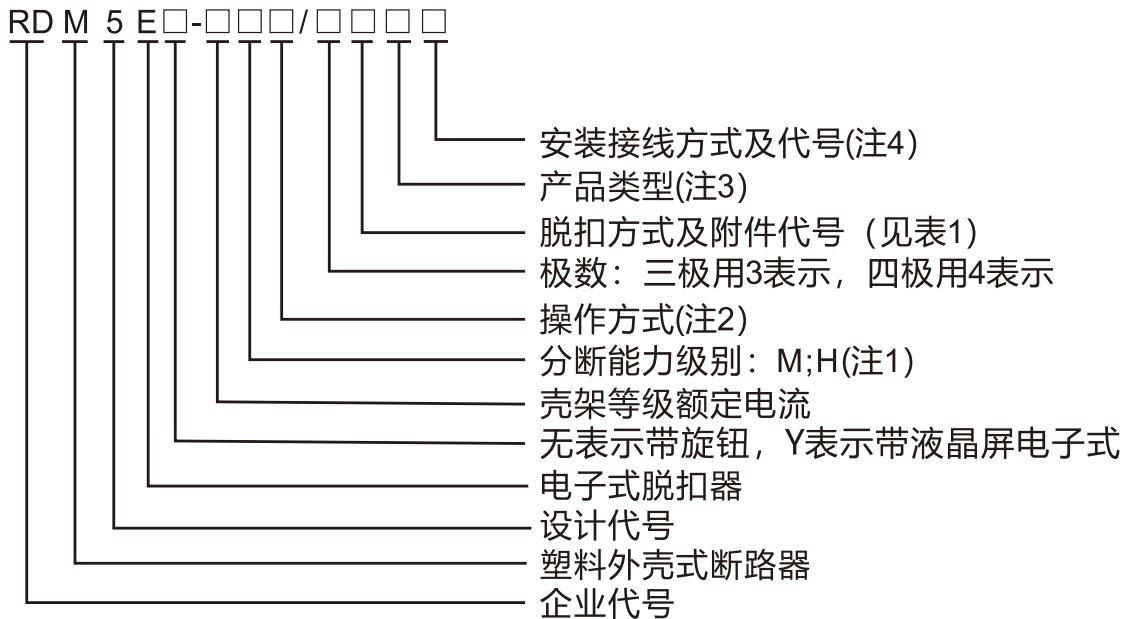 RD M 5 E□-□□□/□□□□
安装接线方式及代号(注4)
产品类型(注3)
脱扣方式及附件代号（见表1)
极数：三极用3表示，四极用4表示
操作方式(注2)
分断能力级别：M;H(注1)
壳架等级额定电流
无表示带旋钮，Y表示带液晶屏电子式
电子式脱扣器
设计代号
塑料外壳式断路器
企业代号